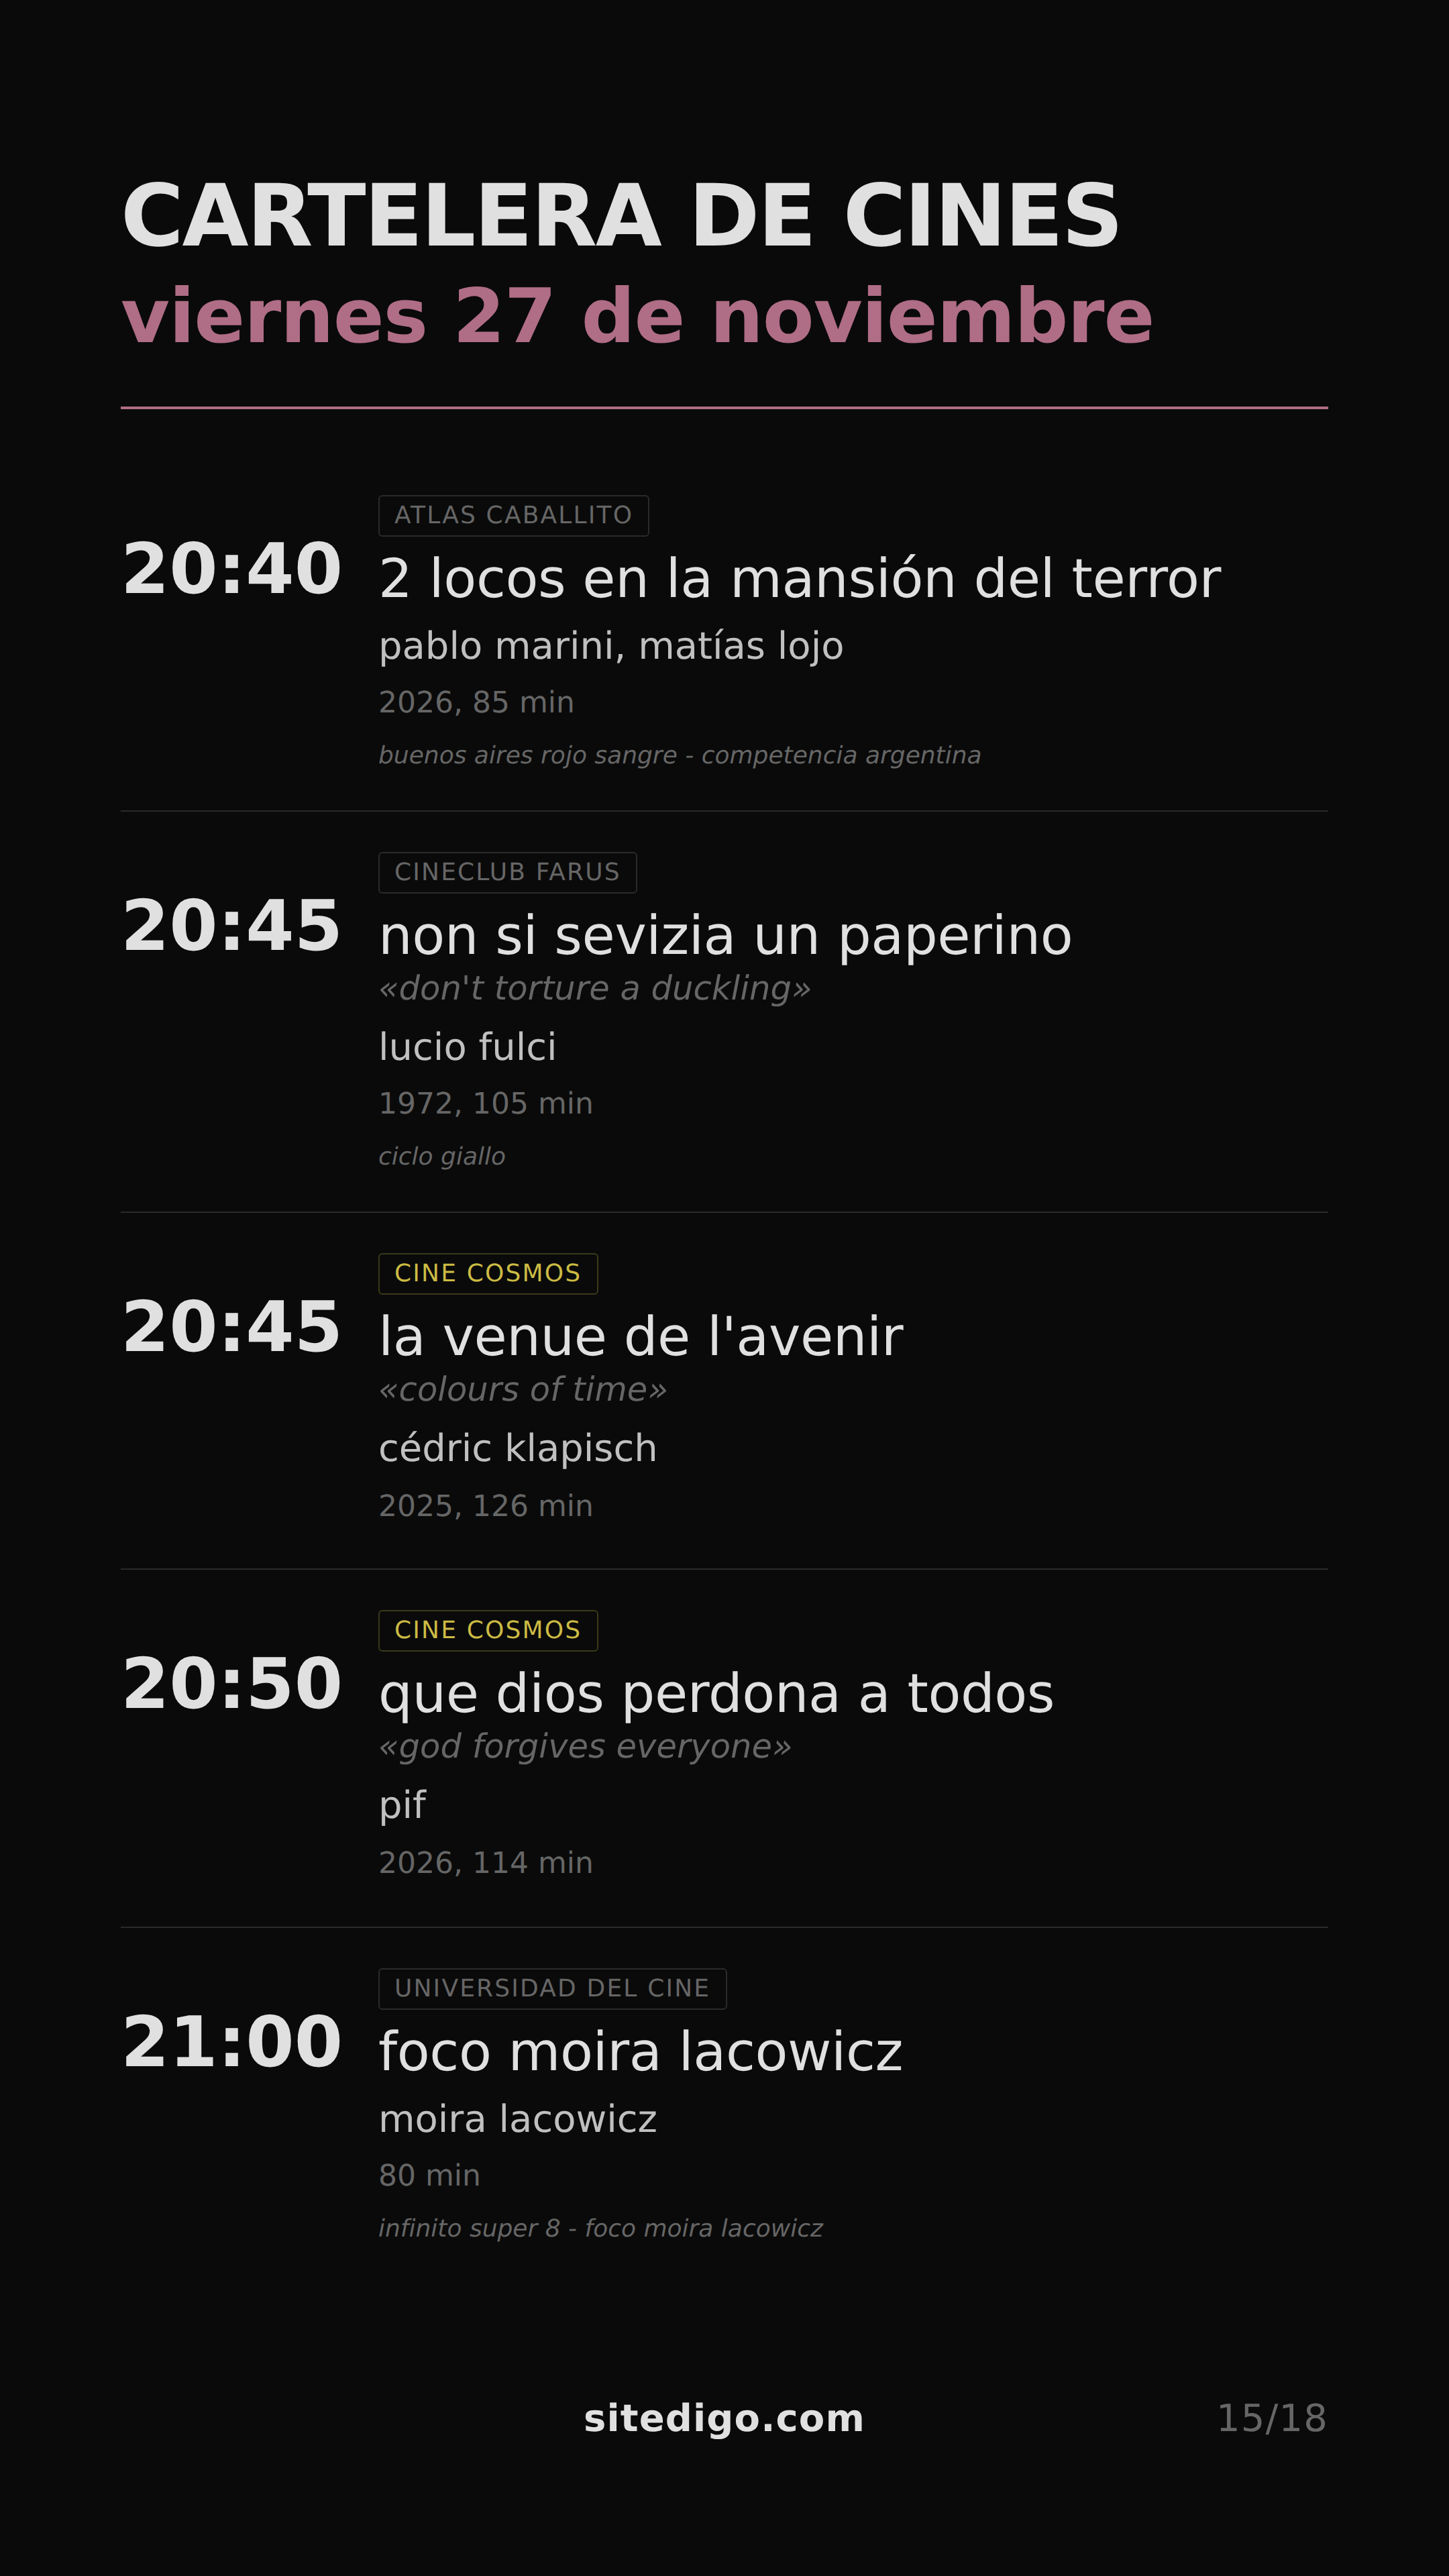 CARTELERA DE CINES
viernes 27 de noviembre
ATLAS CABALLITO
20:40
2 locos en la mansión del terror
pablo marini, matías lojo
2026, 85 min
buenos aires rojo sangre - competencia argentina
CINECLUB FARUS
20:45
non si sevizia un paperino
«don't torture a duckling»
lucio fulci
1972, 105 min
ciclo giallo
CINE COSMOS
20:45
la venue de l'avenir
«colours of time»
cédric klapisch
2025, 126 min
CINE COSMOS
20:50
que dios perdona a todos
«god forgives everyone»
pif
2026, 114 min
UNIVERSIDAD DEL CINE
21:00
foco moira lacowicz
moira lacowicz
80 min
infinito super 8 - foco moira lacowicz
sitedigo.com
15/18